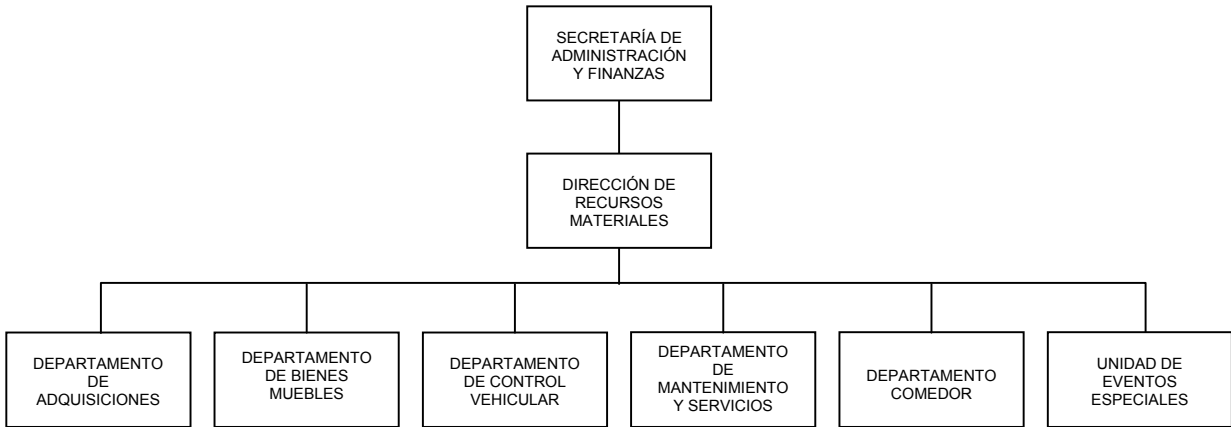 SECRETARÍA DE
ADMINISTRACIÓN
Y FINANZAS
DIRECCIÓN DE
RECURSOS
MATERIALES
DEPARTAMENTO
DE
ADQUISICIONES
DEPARTAMENTO
DE BIENES
MUEBLES
DEPARTAMENTO
DE CONTROL
VEHICULAR
DEPARTAMENTO
DE
MANTENIMIENTO
Y SERVICIOS
DEPARTAMENTO
COMEDOR
UNIDAD DE
EVENTOS
ESPECIALES